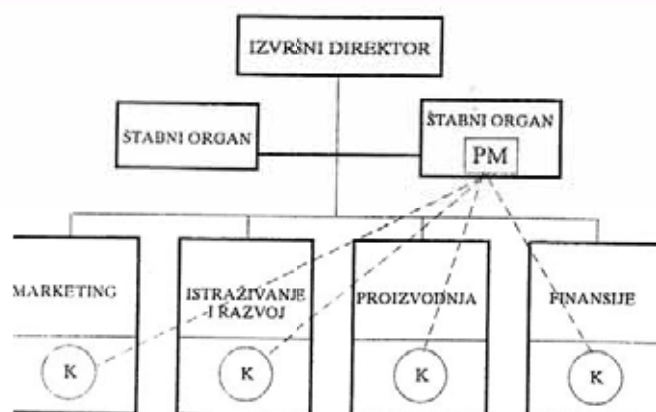 IZVRŠNI DIREKTOR
ŠTABNI ORGAN
ŠTABNI ORGAN
PM
MARKETING
ISTRAŽIVANJE
I RAZVOJ
PROIZVODNJA
FINANSIJE
K
K
K
K